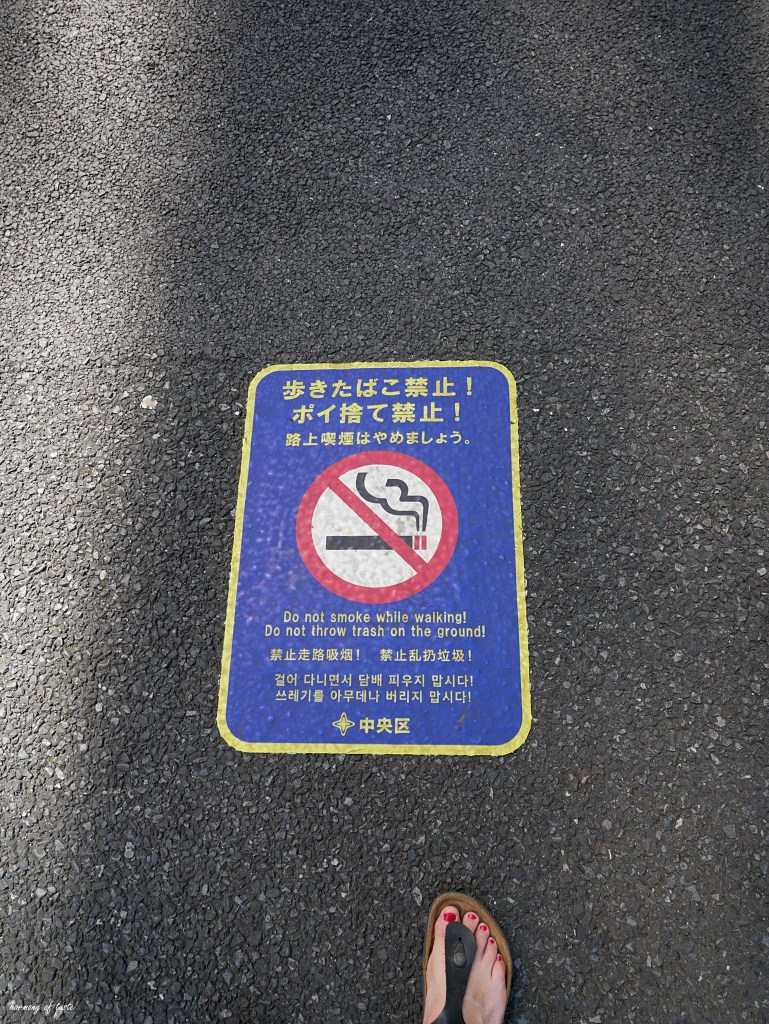 歩きたばこ禁止！
ポイ捨て禁止！
路上喫煙はやめましょう。
Do not smoke while walking!
Do not throw trash on the ground!
禁止走路吸烟！ 禁止乱扔垃圾！
걸어 다니면서 담배 피우지 맙시다!
쓰레기를 아무데나 버리지 맙시다!
中央区
harmony of taste